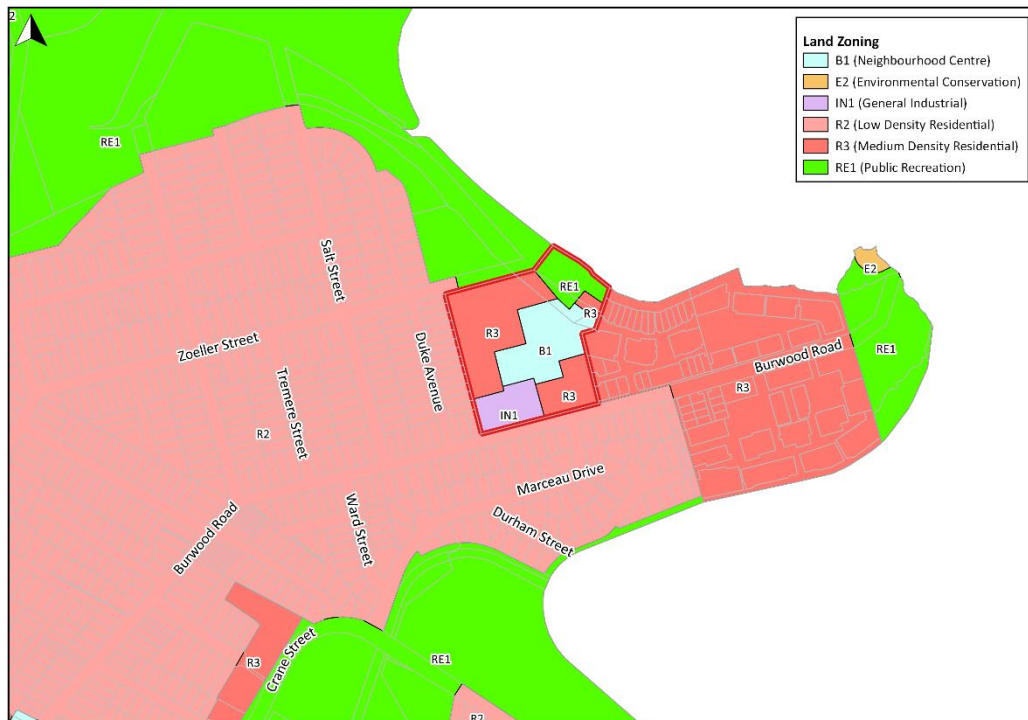 2
Land Zoning
B1 (Neighbourhood Centre)
E2 (Environmental Conservation)
IN1 (General Industrial)
R2 (Low Density Residential)
R3 (Medium Density Residential)
RE1 (Public Recreation)
RE1
Salt Street
E2
RE1
R3
R3
Zoeller Street
Duke Avenue
B1
RE1
Burwood Road
Tremere Street
R3
R3
IN1
R2
Marceau Drive
Burwood Road
Ward Street
Durham Street
R3
Crane Street
RE1
R2